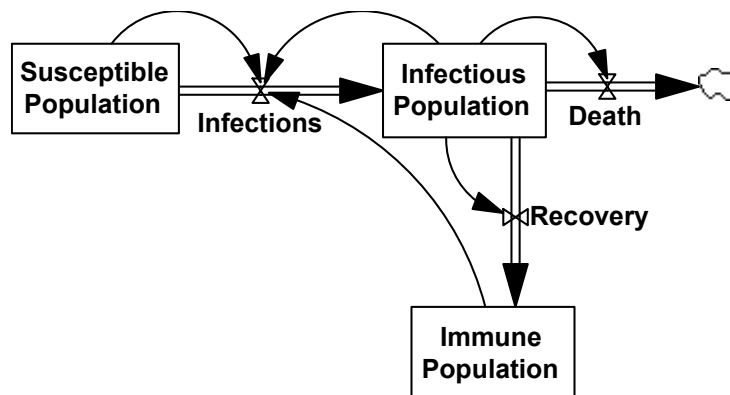 Susceptible
Population
Infections
Infectious
Population
Death
Recovery
Immune
Population